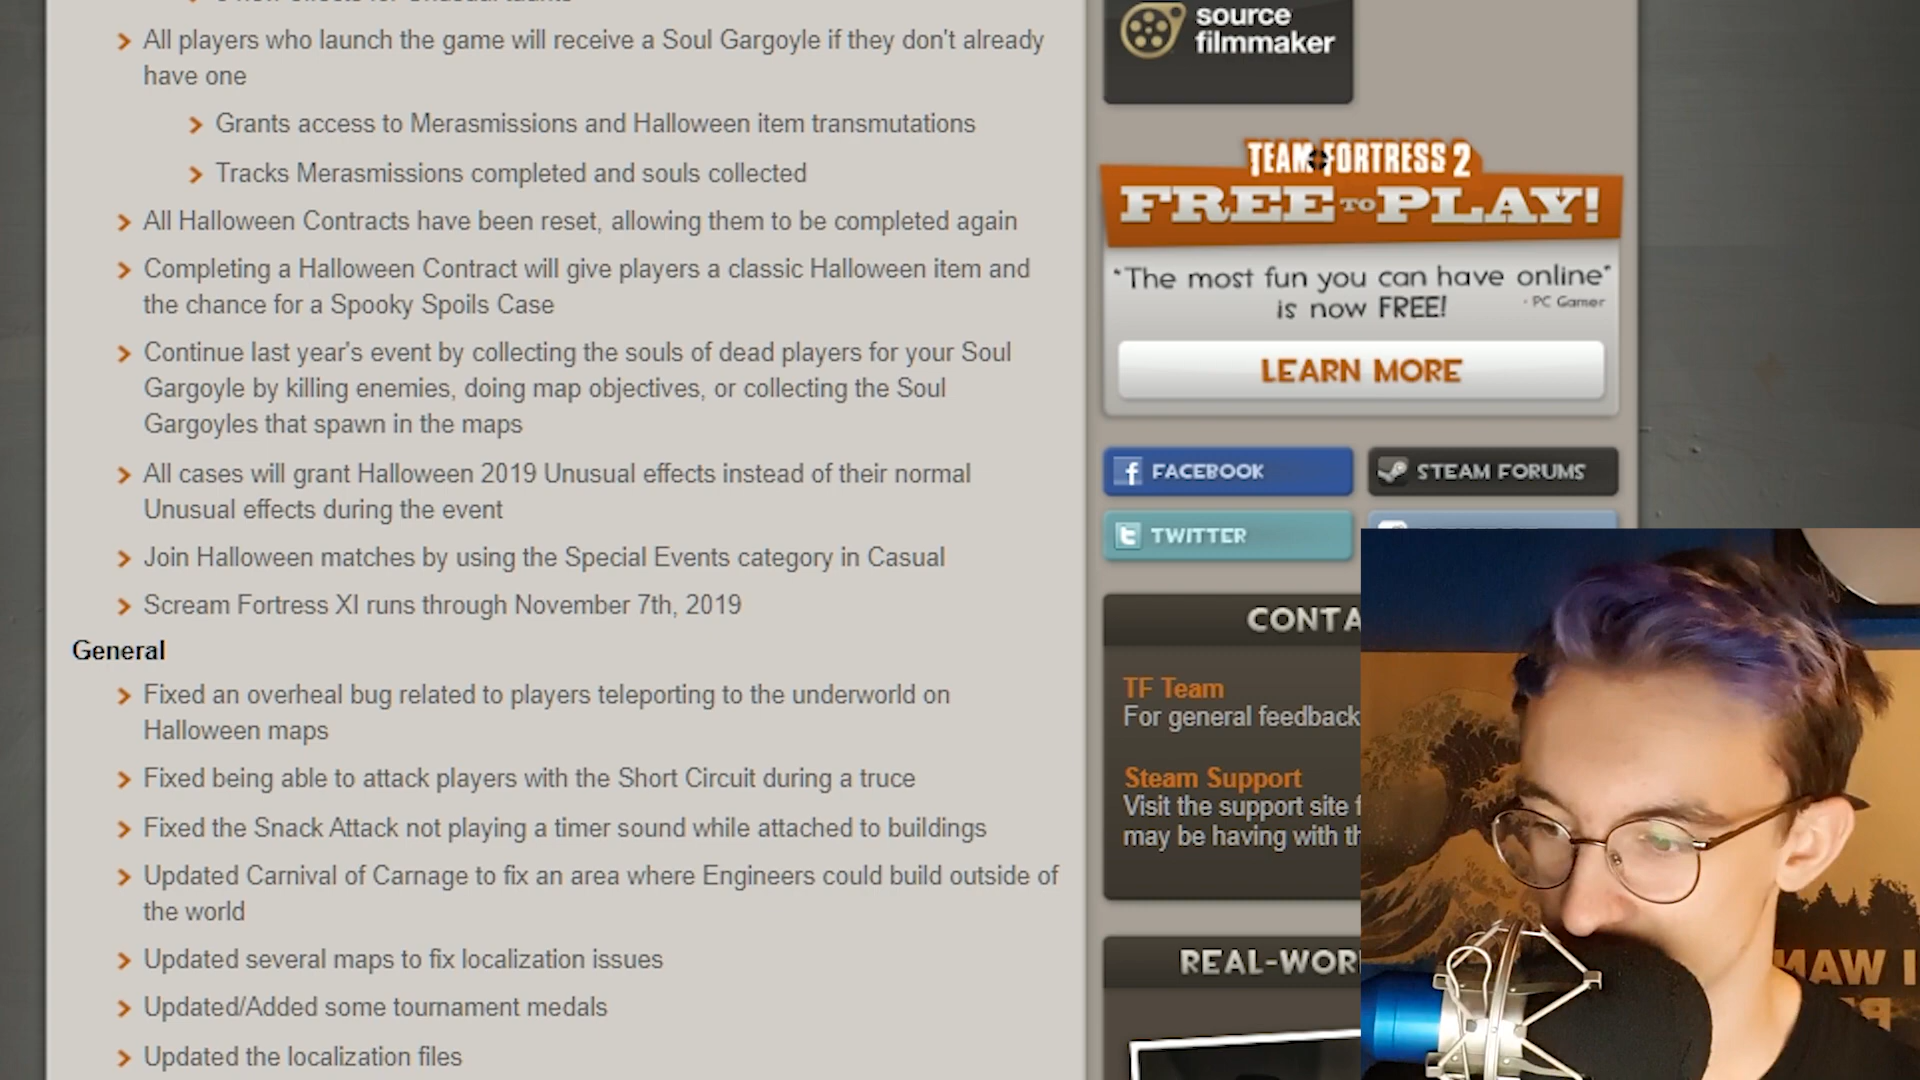 All players who launch the game will receive a Soul Gargoyle if they don't already
have one
Grants access to Merasmissions and Halloween item transmutations
Tracks Merasmissions completed and souls collected
All Halloween Contracts have been reset, allowing them to be completed again
Completing a Halloween Contract will give players a classic Halloween item and
the chance for a Spooky Spoils Case
Continue last year's event by collecting the souls of dead players for your Soul
Gargoyle by killing enemies, doing map objectives, or collecting the Soul
Gargoyles that spawn in the maps
All cases will grant Halloween 2019 Unusual effects instead of their normal
Unusual effects during the event
Join Halloween matches by using the Special Events category in Casual
Scream Fortress XI runs through November 7th, 2019
General
Fixed an overheal bug related to players teleporting to the underworld on
Halloween maps
Fixed being able to attack players with the Short Circuit during a truce
Fixed the Snack Attack not playing a timer sound while attached to buildings
Updated Carnival of Carnage to fix an area where Engineers could build outside of
the world
Updated several maps to fix localization issues
Updated/Added some tournament medals
Updated the localization files
source
filmmaker
TEAM FORTRESS 2
FREE TO PLAY!
"The most fun you can have online"
is now FREE! - PC Gamer
LEARN MORE
FACEBOOK
STEAM FORUMS
TWITTER
CONTA
TF Team
For general feedback
Steam Support
Visit the support site f
may be having with th
REAL-WOR
I WAN